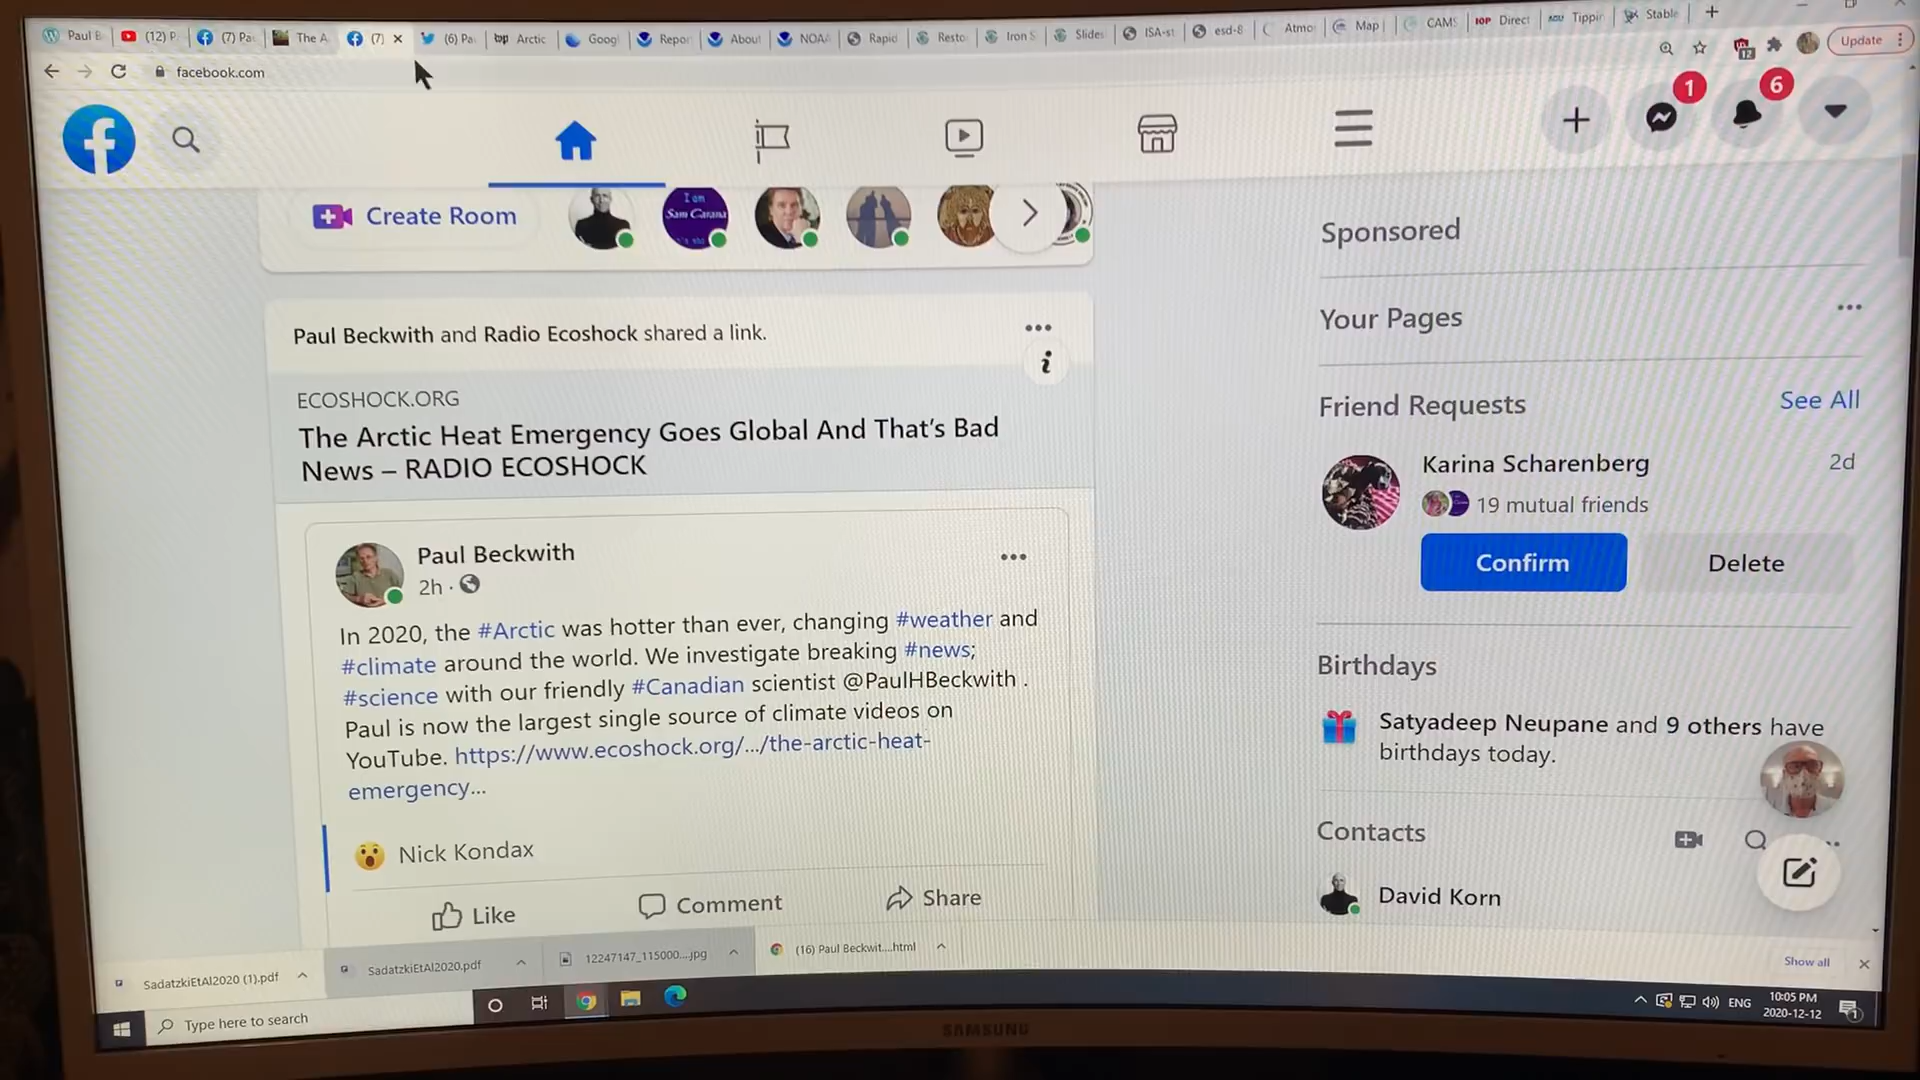 Paul B
(12) P
(7) Pa
The A
(7)
(6) Pa
Arctic
Goog
Repor
About
NOAA
Rapid
Resto
Iron S
Slides
ISA-st
esd-8
Atmo
Map
CAMS
IOP Direct
AGU Tippin
Stable
facebook.com
12
Update
1
6
Create Room
I am
Sam Carana
Sponsored
Your Pages
Paul Beckwith and Radio Ecoshock shared a link.
ECOSHOCK.ORG
The Arctic Heat Emergency Goes Global And That's Bad
News – RADIO ECOSHOCK
Friend Requests
See All
Karina Scharenberg
2d
19 mutual friends
Confirm
Delete
Paul Beckwith
2h ·
In 2020, the #Arctic was hotter than ever, changing #weather and
#climate around the world. We investigate breaking #news;
#science with our friendly #Canadian scientist @PaulHBeckwith .
Paul is now the largest single source of climate videos on
YouTube. https://www.ecoshock.org/.../the-arctic-heat-
emergency...
Birthdays
Satyadeep Neupane and 9 others have
birthdays today.
Nick Kondax
Contacts
David Korn
Like
Comment
Share
SadatzkiEtAl2020 (1).pdf
SadatzkiEtAl2020.pdf
12247147_115000....jpg
(16) Paul Beckwit....html
Show all
Type here to search
ENG
10:05 PM
2020-12-12
1
SAMSUNG